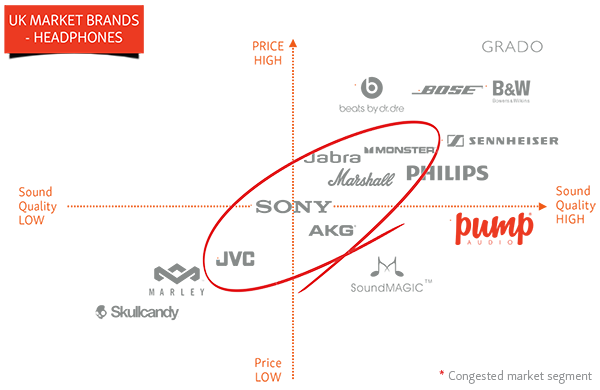 UK MARKET BRANDS
- HEADPHONES
PRICE
HIGH
GRADO
beats by dr.dre
BOSE
B&W
Bowers & Wilkins
Jabra
MONSTER
SENNHEISER
Marshall
PHILIPS
Sound
Quality
LOW
SONY
Sound
Quality
HIGH
AKG
pump
AUDIO
JVC
MARLEY
SoundMAGIC™
Skullcandy
Price
LOW
* Congested market segment